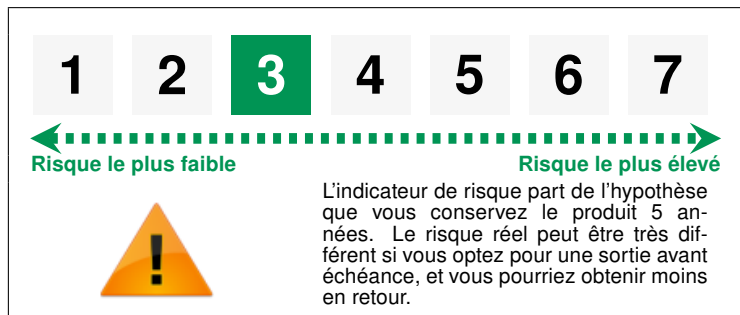 1 2 3 4 5 6 7
Risque le plus faible Risque le plus élevé
L'indicateur de risque part de l'hypothèse
que vous conservez le produit 5 an-
nées. Le risque réel peut être très dif-
férent si vous optez pour une sortie avant
échéance, et vous pourriez obtenir moins
en retour.